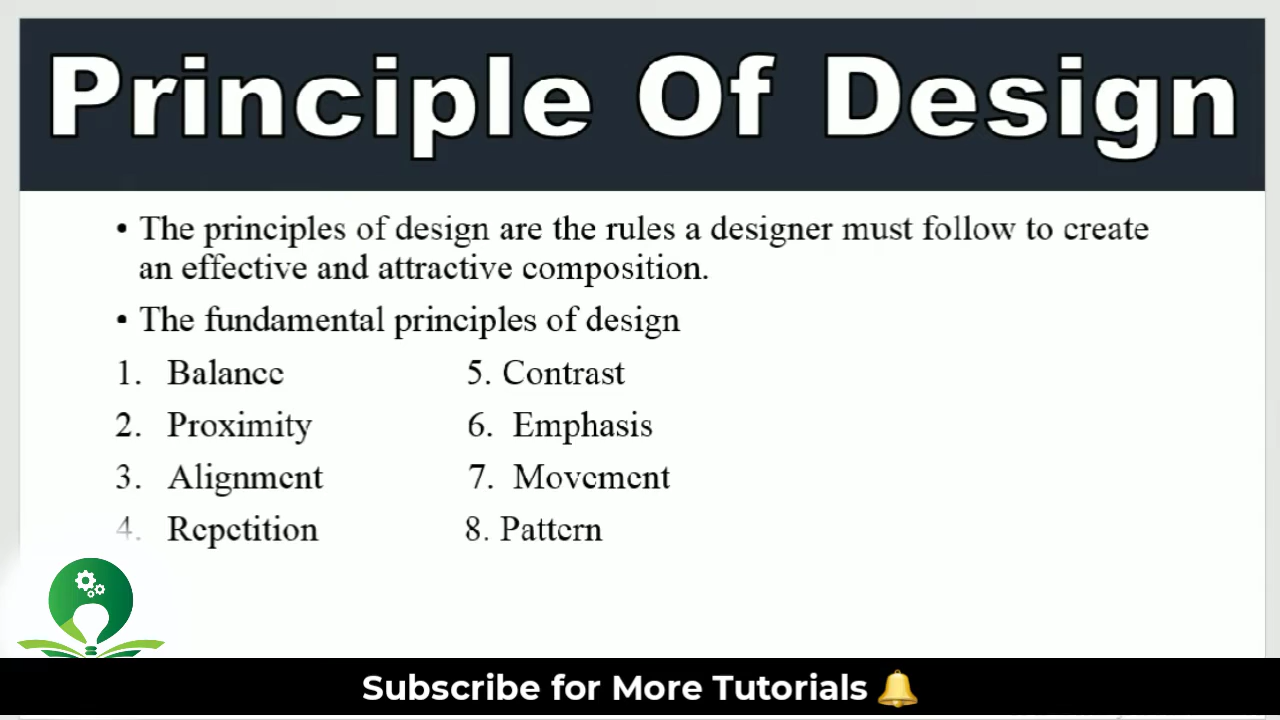 Principle Of Design
• The principles of design are the rules a designer must follow to create
an effective and attractive composition.
• The fundamental principles of design
1. Balance 5. Contrast
2. Proximity 6. Emphasis
3. Alignment 7. Movement
4. Repetition 8. Pattern
Subscribe for More Tutorials 🔔